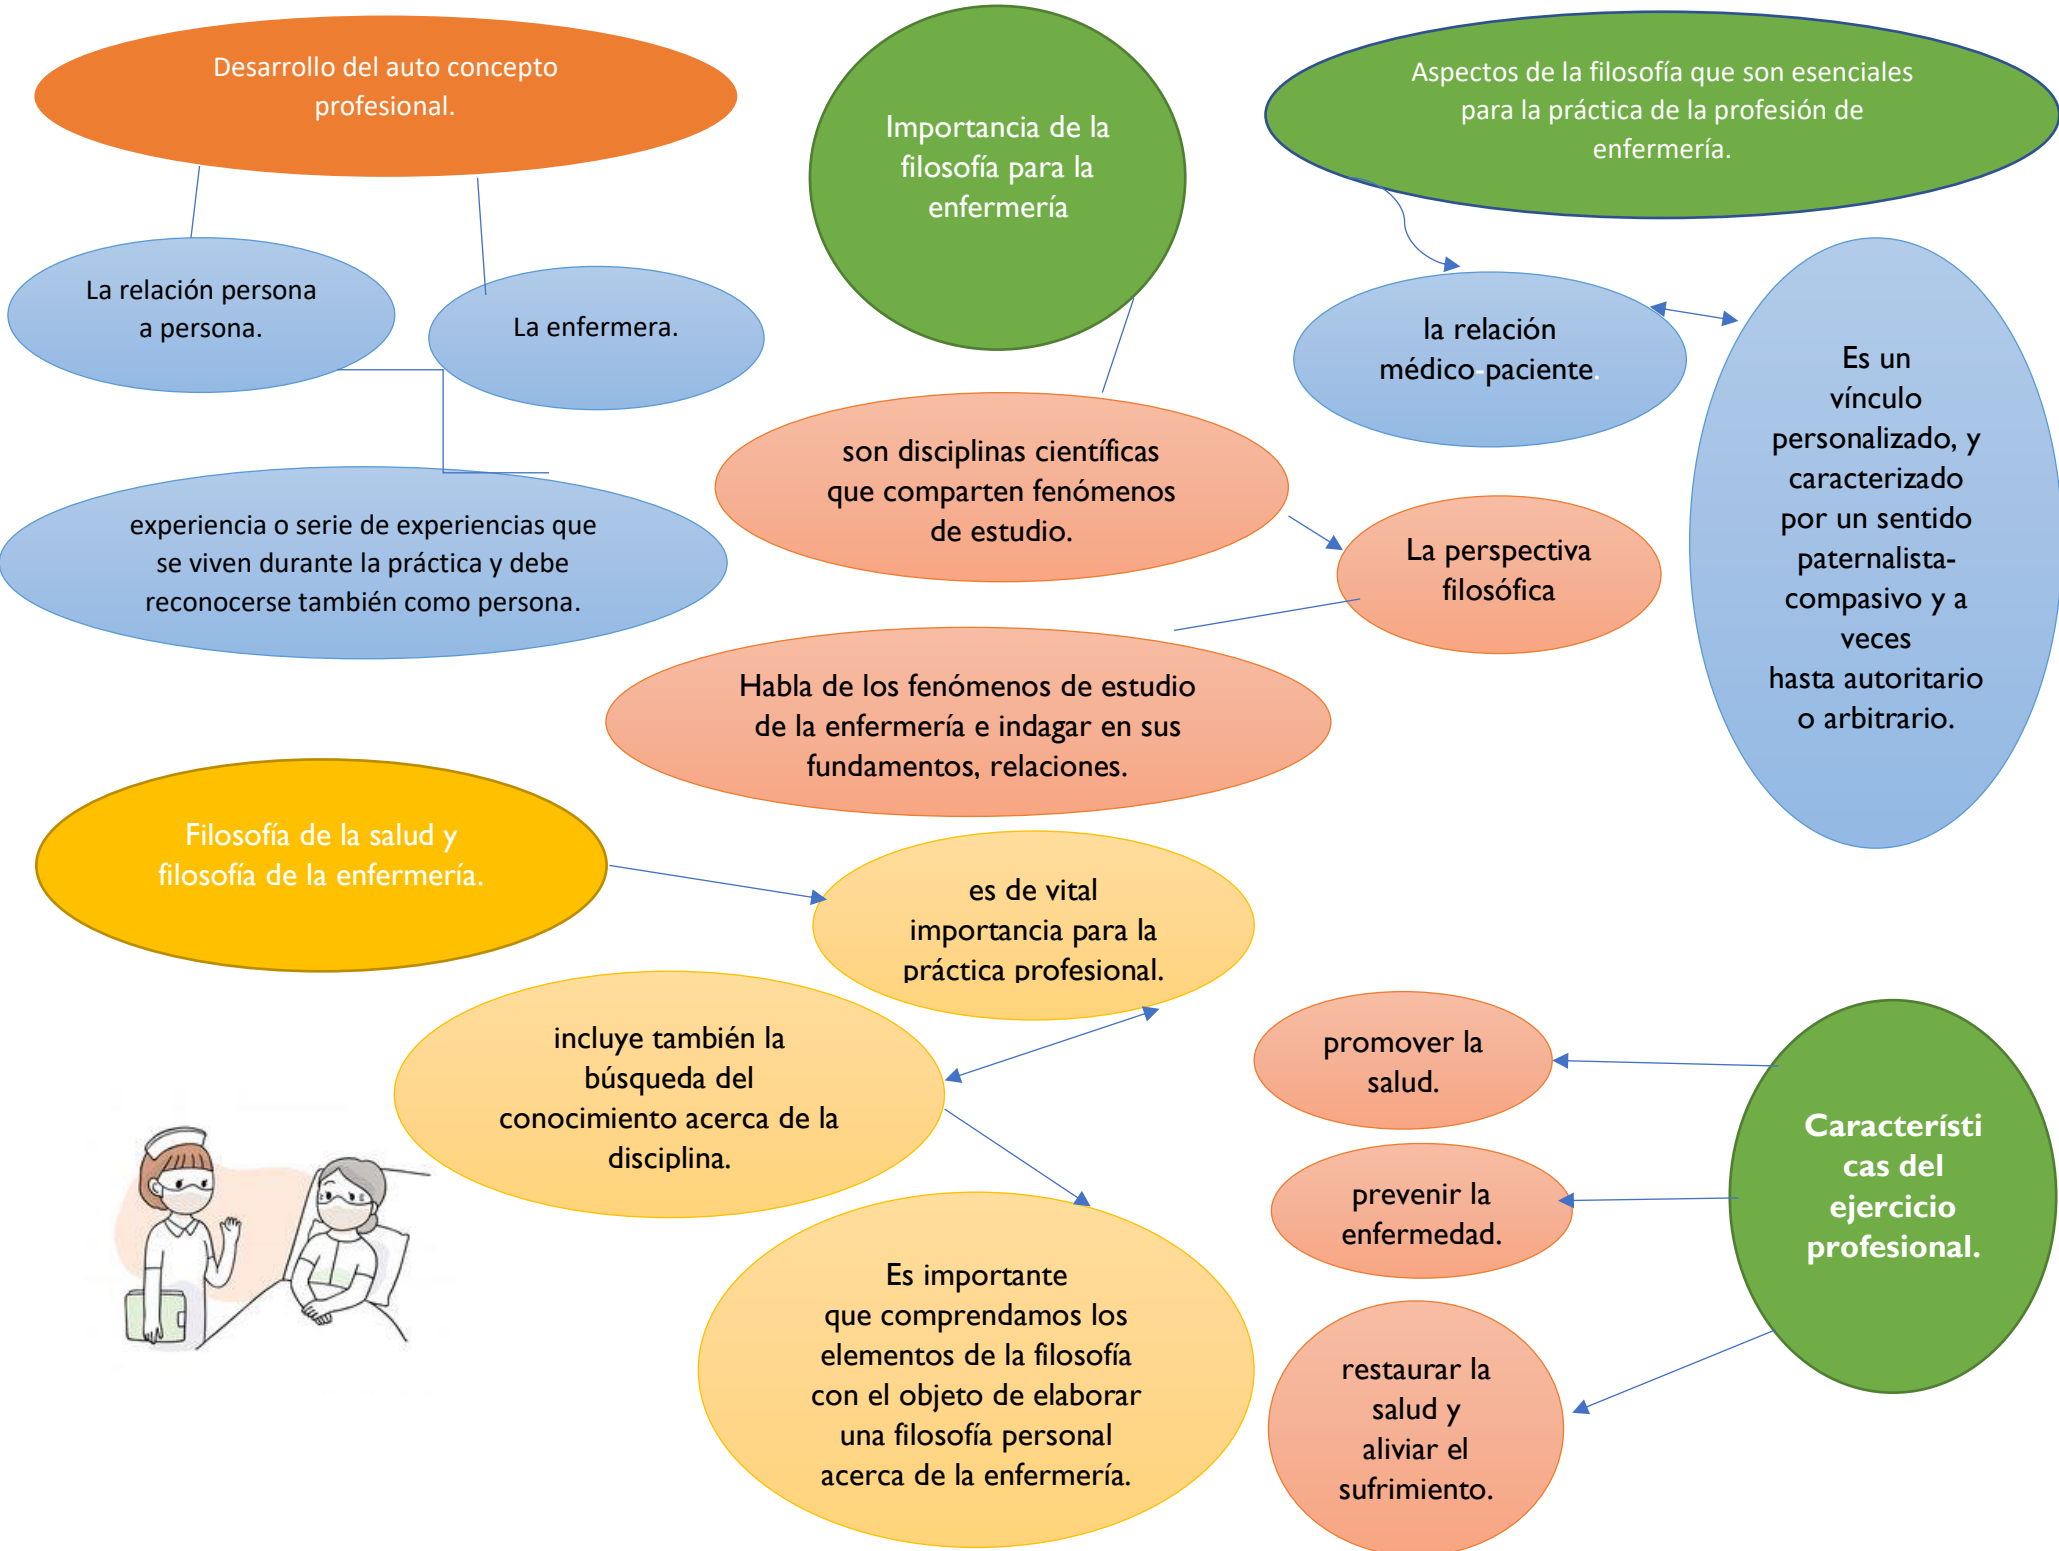 Desarrollo del auto concepto
profesional.
La relación persona
a persona.
La enfermera.
experiencia o serie de experiencias que
se viven durante la práctica y debe
reconocerse también como persona.
Importancia de la
filosofía para la
enfermería
son disciplinas científicas
que comparten fenómenos
de estudio.
La perspectiva
filosófica
Habla de los fenómenos de estudio
de la enfermería e indagar en sus
fundamentos, relaciones.
Aspectos de la filosofía que son esenciales
para la práctica de la profesión de
enfermería.
la relación
médico-paciente.
Es un
vínculo
personalizado, y
caracterizado
por un sentido
paternalista-
compasivo y a
veces
hasta autoritario
o arbitrario.
Filosofía de la salud y
filosofía de la enfermería.
es de vital
importancia para la
práctica profesional.
incluye también la
búsqueda del
conocimiento acerca de la
disciplina.
Es importante
que comprendamos los
elementos de la filosofía
con el objeto de elaborar
una filosofía personal
acerca de la enfermería.
Característi
cas del
ejercicio
profesional.
promover la
salud.
prevenir la
enfermedad.
restaurar la
salud y
aliviar el
sufrimiento.